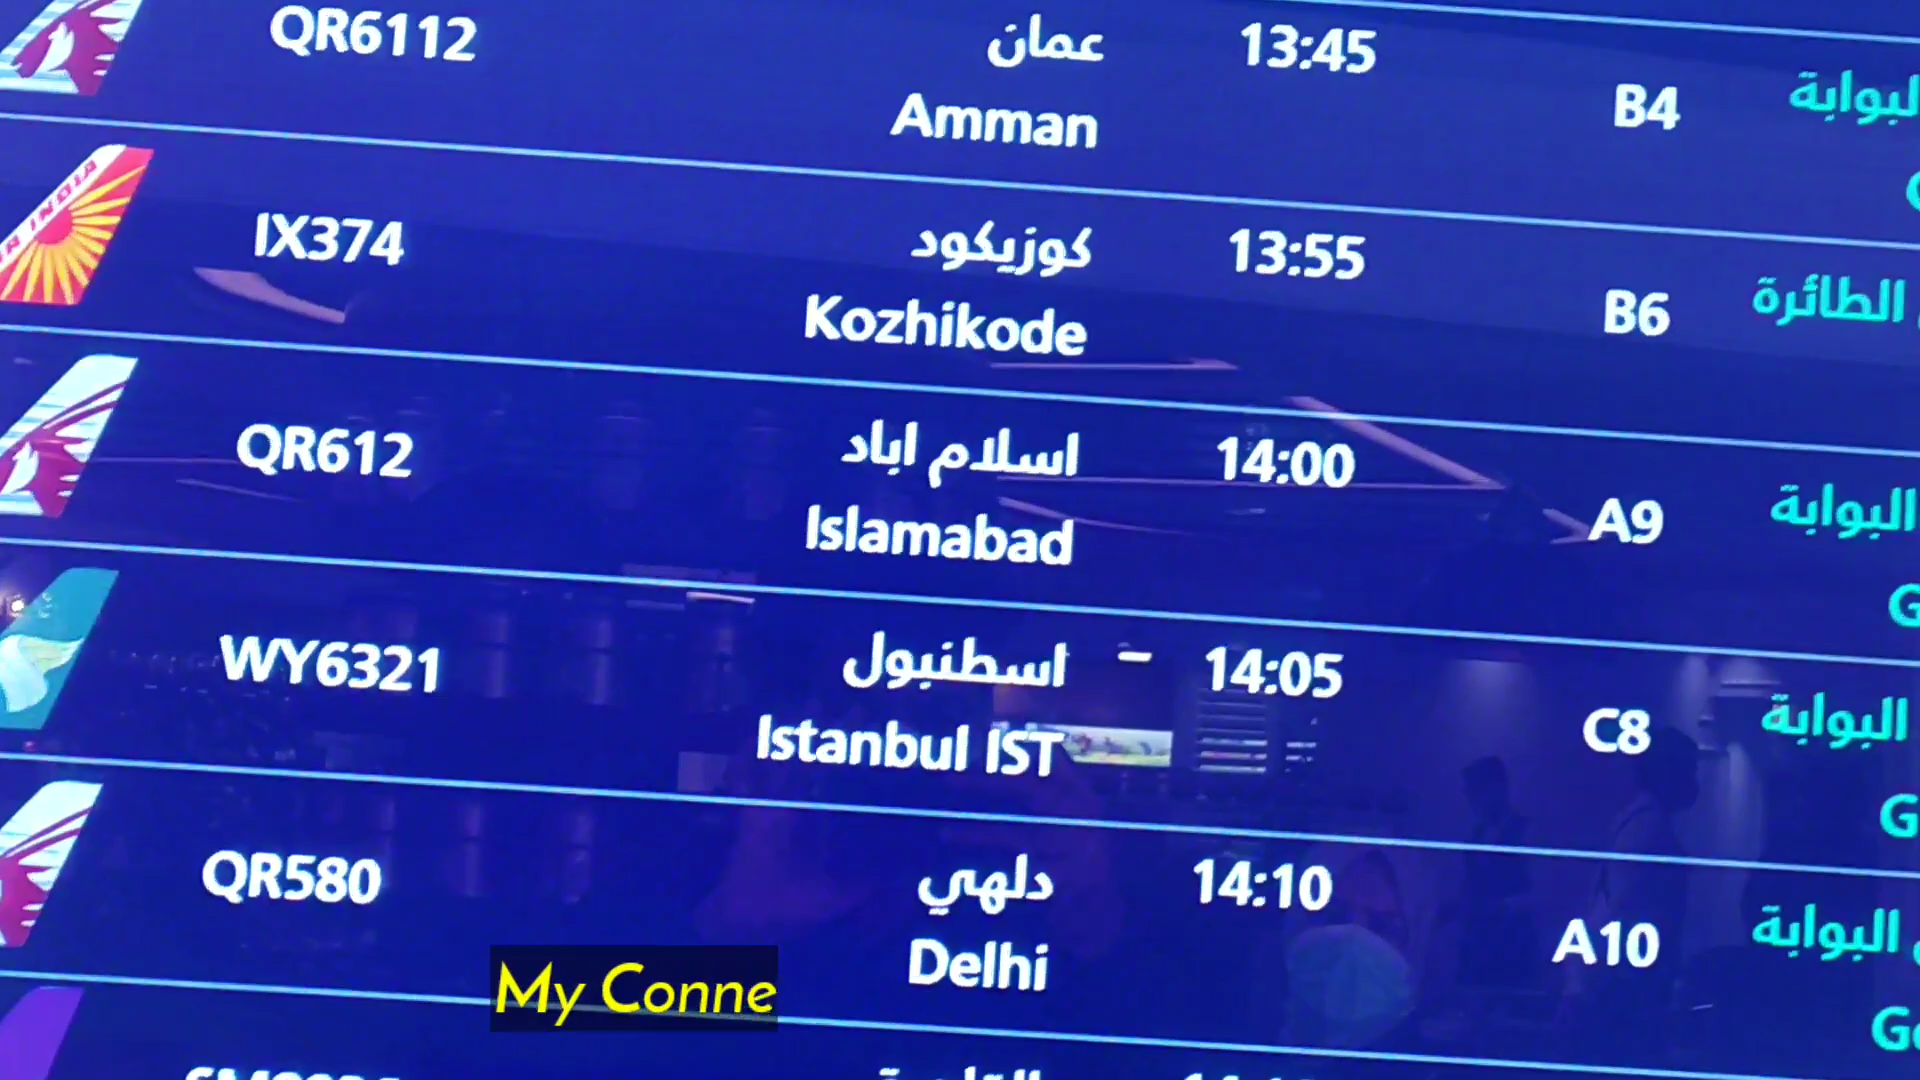 QR6112 عمان 13:45
Amman B4 البوابة
AIR INDIA
IX374 كوزيكود 13:55
Kozhikode B6 الطائرة
QR612 اسلام اباد 14:00
Islamabad A9 البوابة
WY6321 اسطنبول - 14:05
Istanbul IST C8 البوابة
QR580 دلهي 14:10
Delhi A10 البوابة
My Conne